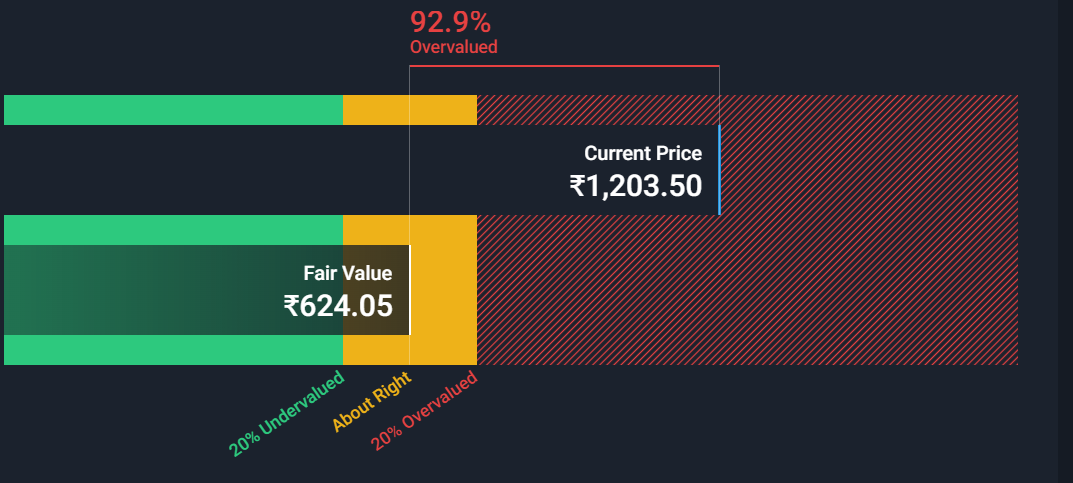 92.9%
Overvalued
Current Price
₹1,203.50
Fair Value
₹624.05
20% Undervalued
About Right
20% Overvalued